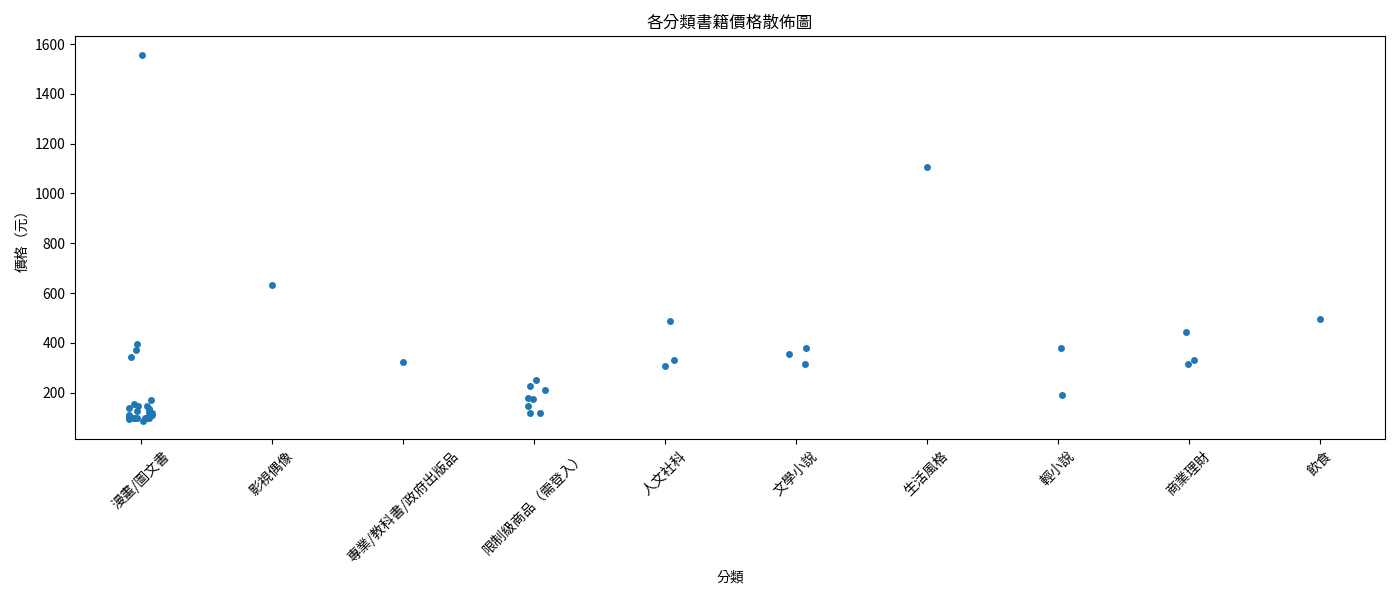 各分類書籍價格散佈圖
1600
1400
1200
1000
800
600
400
200
價格（元）
漫畫/圖文書
影視偶像
專業/教科書/政府出版品
限制級商品（需登入）
人文社科
文學小說
生活風格
輕小說
商業理財
飲食
分類